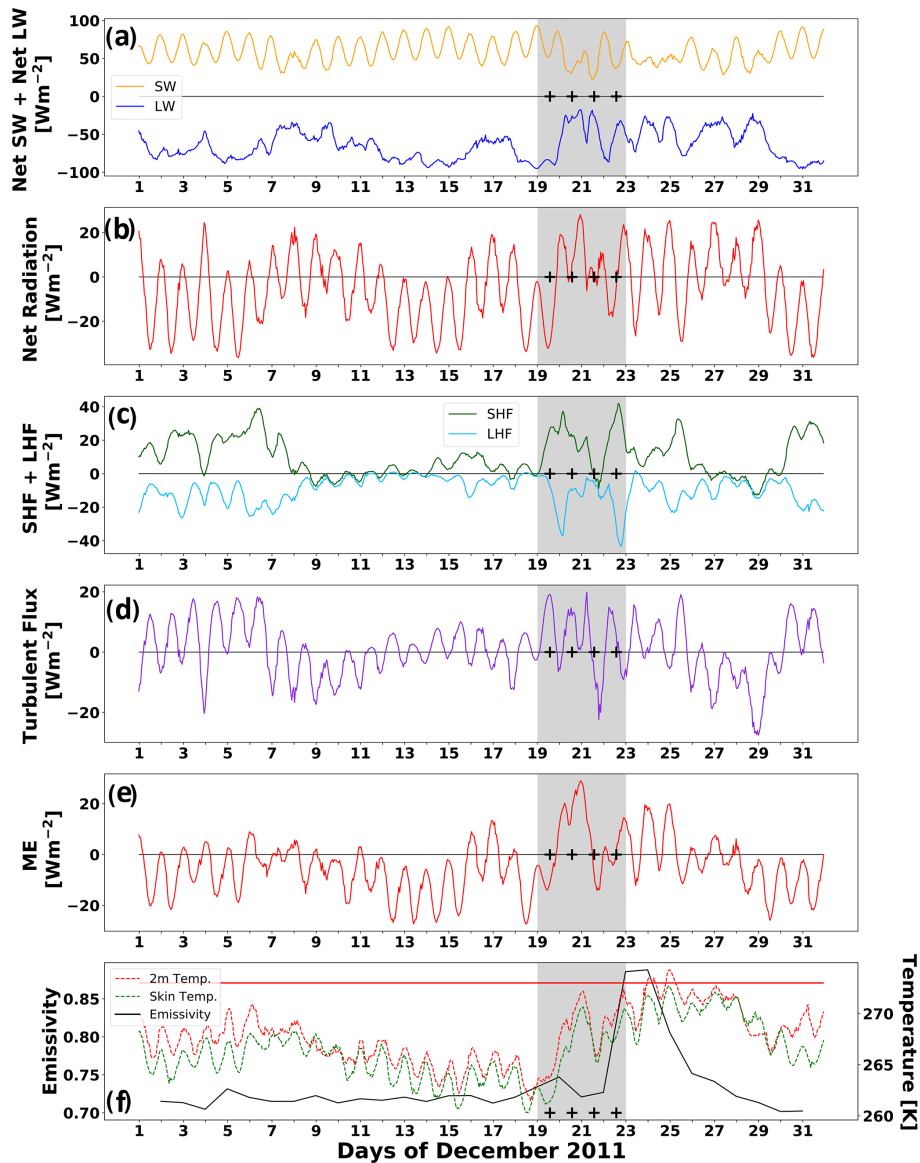 (a)
Net SW + Net LW
[Wm⁻²]
100
50
0
−50
−100
SW
LW
1 3 5 7 9 11 13 15 17 19 21 23 25 27 29 31
(b)
Net Radiation
[Wm⁻²]
20
0
−20
1 3 5 7 9 11 13 15 17 19 21 23 25 27 29 31
(c)
SHF + LHF
[Wm⁻²]
40
20
0
−20
−40
SHF
LHF
1 3 5 7 9 11 13 15 17 19 21 23 25 27 29 31
(d)
Turbulent Flux
[Wm⁻²]
20
0
−20
1 3 5 7 9 11 13 15 17 19 21 23 25 27 29 31
(e)
ME
[Wm⁻²]
20
0
−20
1 3 5 7 9 11 13 15 17 19 21 23 25 27 29 31
(f)
Emissivity
0.85
0.80
0.75
0.70
2m Temp.
Skin Temp.
Emissivity
Temperature [K]
270
265
260
1 3 5 7 9 11 13 15 17 19 21 23 25 27 29 31
Days of December 2011